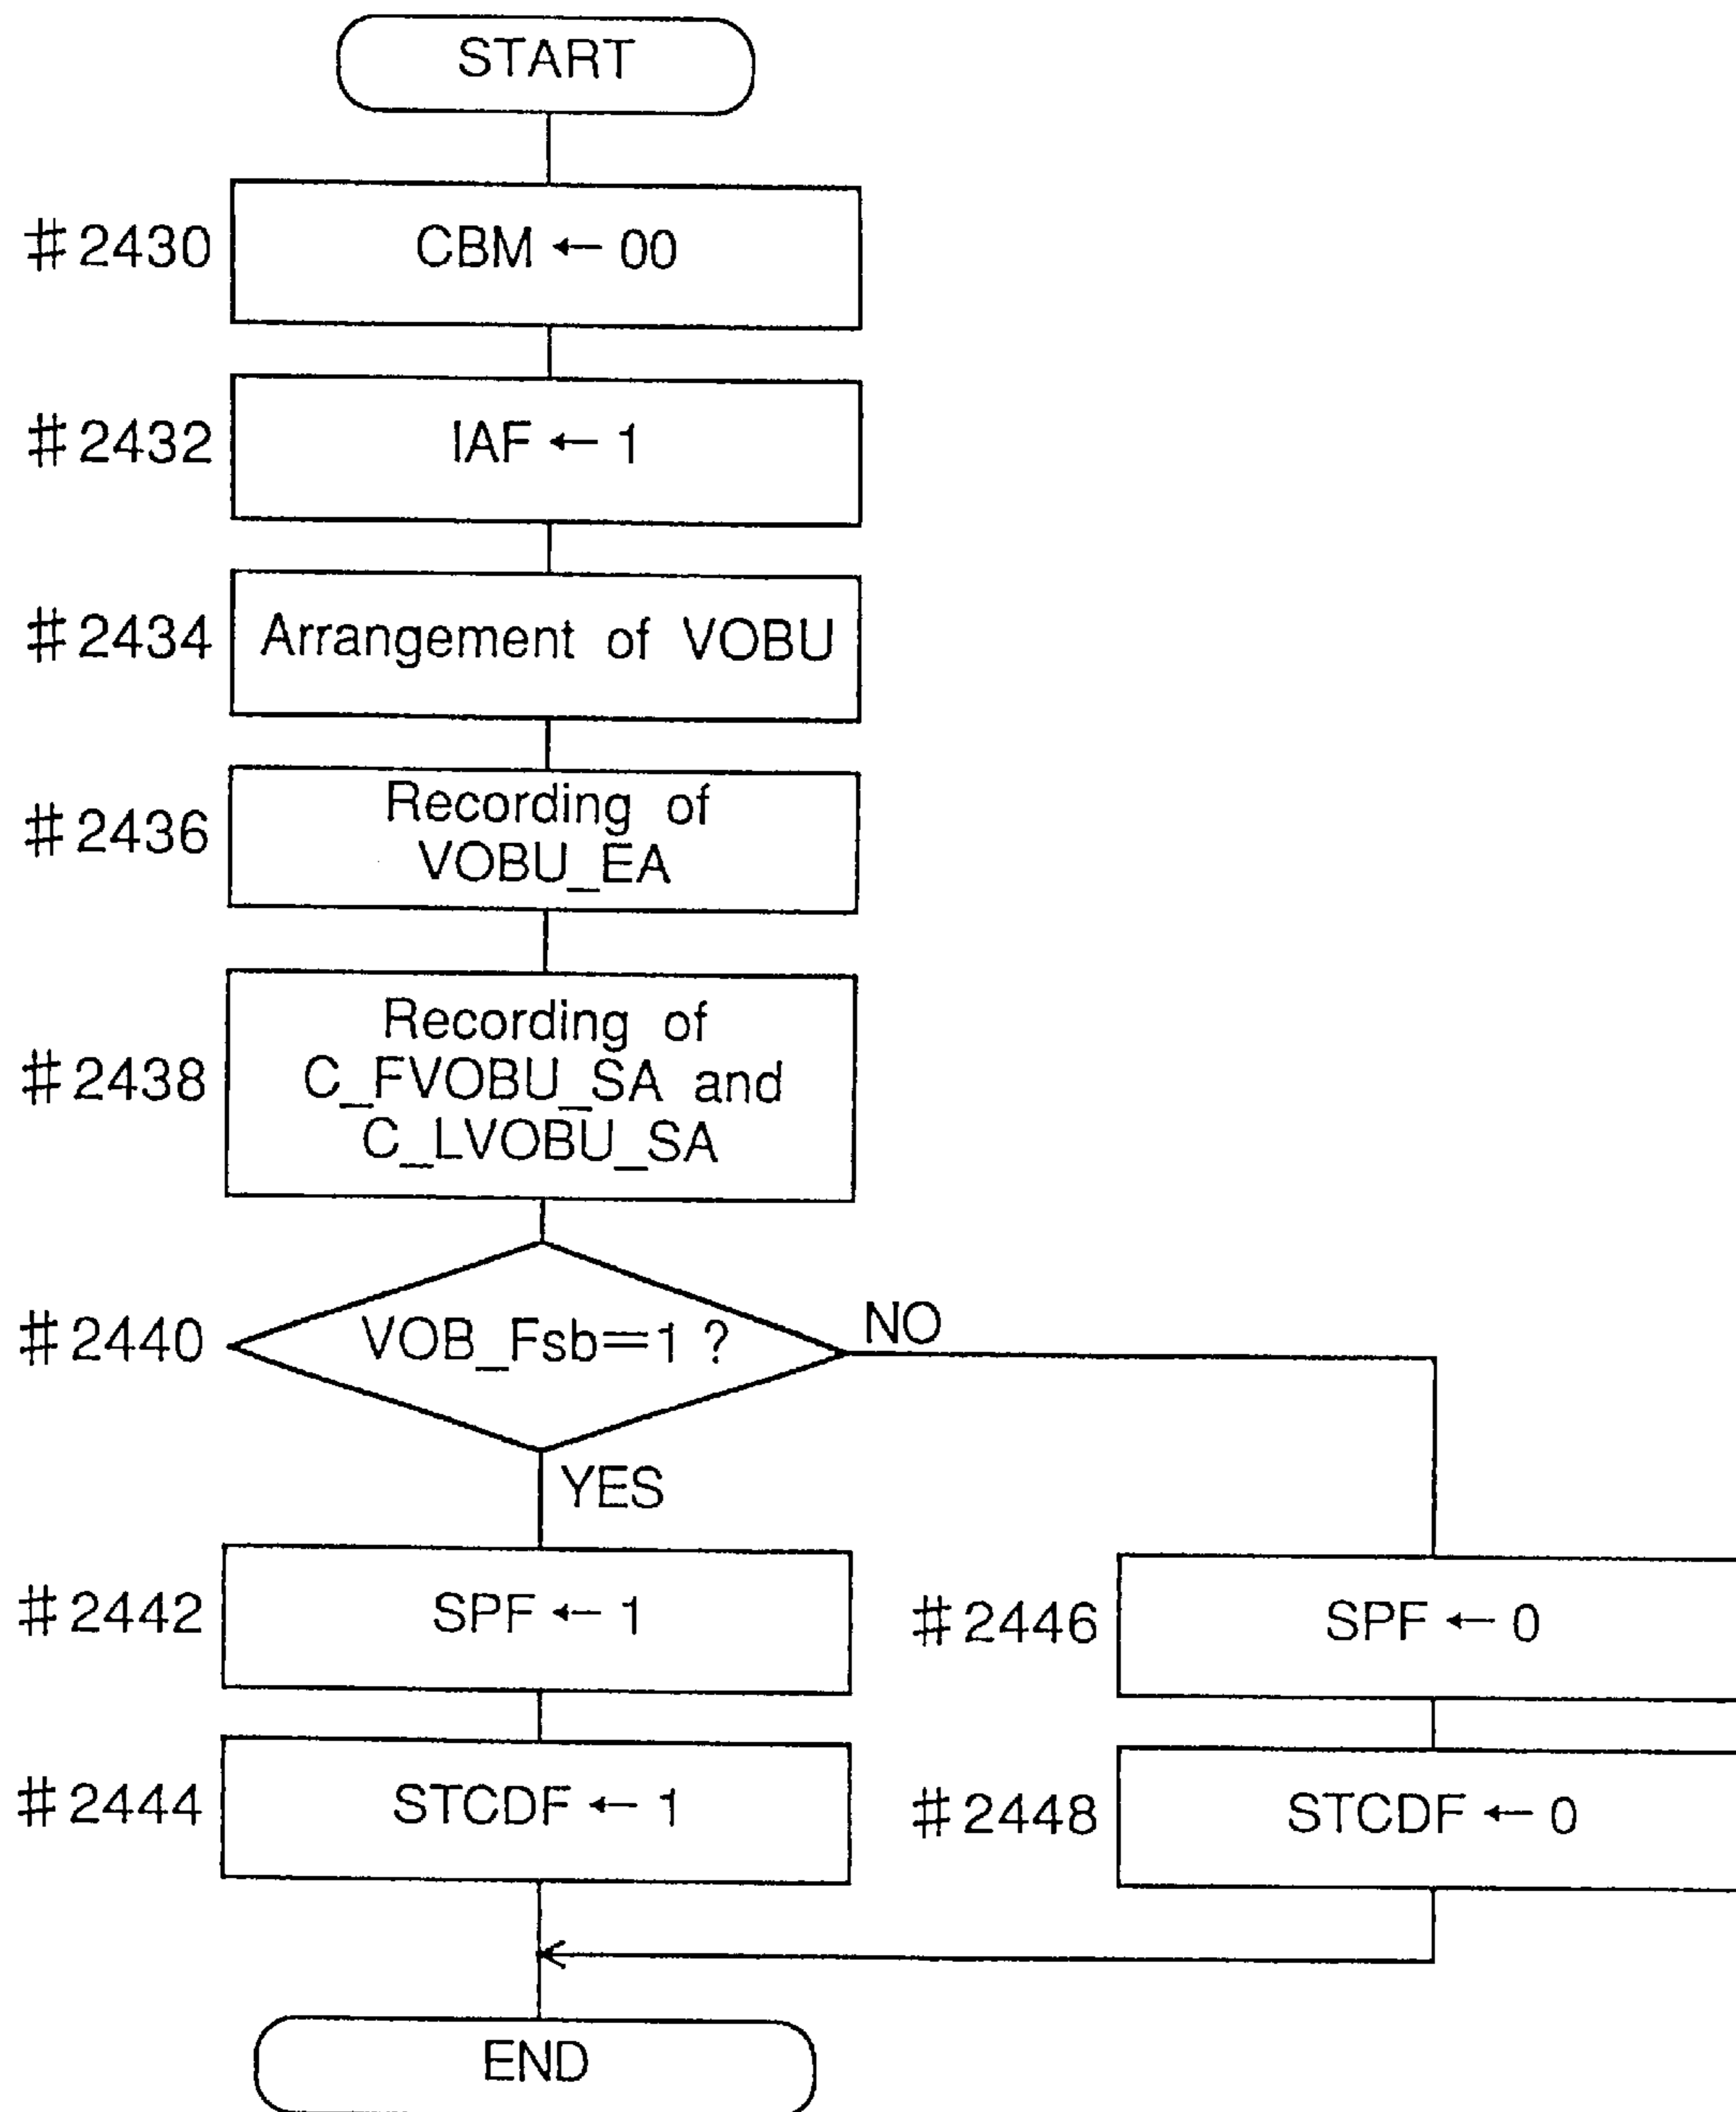 START
#2430
CBM ← 00
#2432
IAF ← 1
#2434
Arrangement of VOBU
#2436
Recording of
VOBU_EA
#2438
Recording of
C_FVOBU_SA and
C_LVOBU_SA
#2440
VOB_Fsb=1 ?
NO
YES
#2442
SPF ← 1
#2446
SPF ← 0
#2444
STCDF ← 1
#2448
STCDF ← 0
END